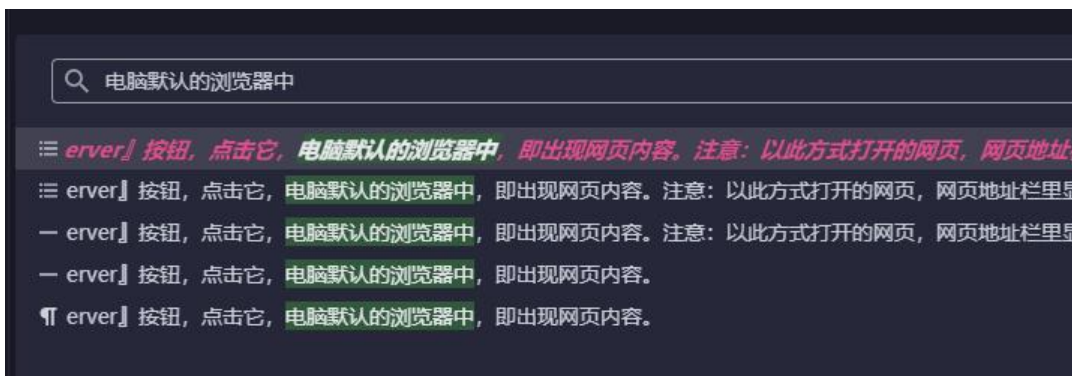 电脑默认的浏览器中
erver』按钮，点击它，电脑默认的浏览器中，即出现网页内容。注意：以此方式打开的网页，网页地址
erver』按钮，点击它，电脑默认的浏览器中，即出现网页内容。注意：以此方式打开的网页，网页地址栏里显
erver』按钮，点击它，电脑默认的浏览器中，即出现网页内容。注意：以此方式打开的网页，网页地址栏里显
erver』按钮，点击它，电脑默认的浏览器中，即出现网页内容。
¶ erver』按钮，点击它，电脑默认的浏览器中，即出现网页内容。